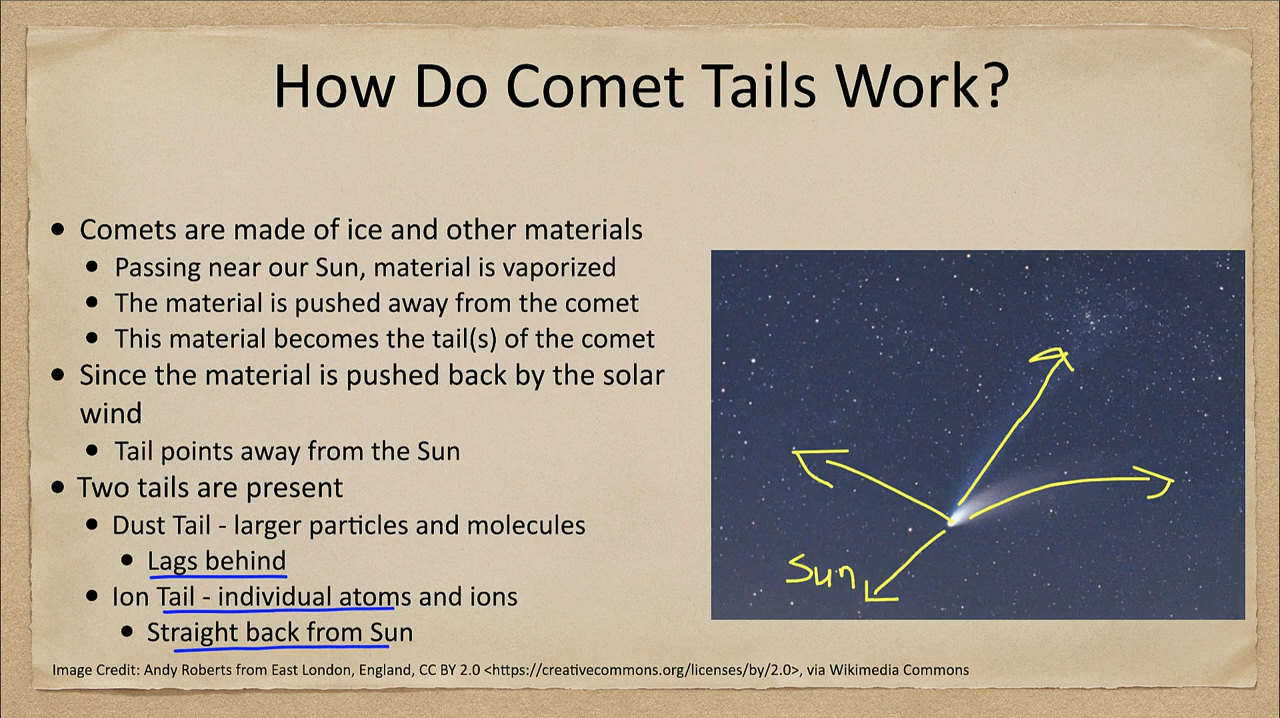 How Do Comet Tails Work?
• Comets are made of ice and other materials
• Passing near our Sun, material is vaporized
• The material is pushed away from the comet
• This material becomes the tail(s) of the comet
• Since the material is pushed back by the solar
wind
• Tail points away from the Sun
• Two tails are present
• Dust Tail - larger particles and molecules
• Lags behind
• Ion Tail - individual atoms and ions
• Straight back from Sun
Sun
Image Credit: Andy Roberts from East London, England, CC BY 2.0 <https://creativecommons.org/licenses/by/2.0>, via Wikimedia Commons